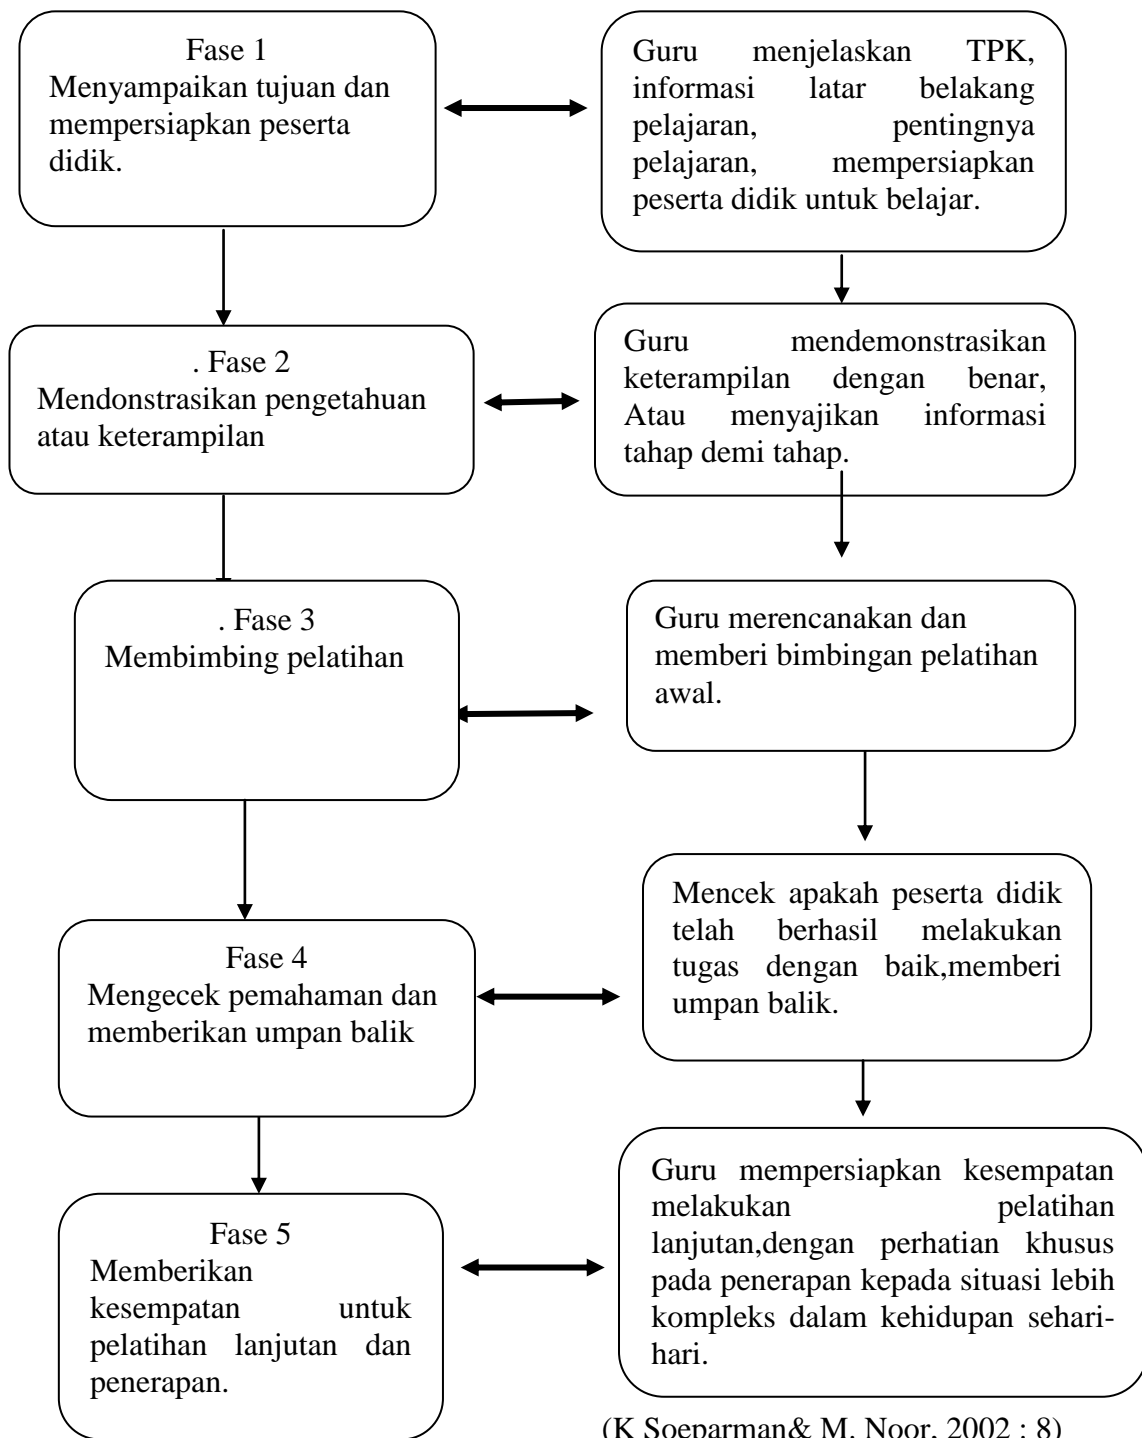 Fase 1
Menyampaikan tujuan dan
mempersiapkan peserta
didik.
Guru menjelaskan TPK,
informasi latar belakang
pelajaran, pentingnya
pelajaran, mempersiapkan
peserta didik untuk belajar.
. Fase 2
Mendonstrasikan pengetahuan
atau keterampilan
Guru mendemonstrasikan
keterampilan dengan benar,
Atau menyajikan informasi
tahap demi tahap.
. Fase 3
Membimbing pelatihan
Guru merencanakan dan
memberi bimbingan pelatihan
awal.
Fase 4
Mengecek pemahaman dan
memberikan umpan balik
Mencek apakah peserta didik
telah berhasil melakukan
tugas dengan baik,memberi
umpan balik.
Fase 5
Memberikan
kesempatan untuk
pelatihan lanjutan dan
penerapan.
Guru mempersiapkan kesempatan
melakukan pelatihan
lanjutan,dengan perhatian khusus
pada penerapan kepada situasi lebih
kompleks dalam kehidupan sehari-
hari.
(K Soeparman& M. Noor, 2002 : 8)